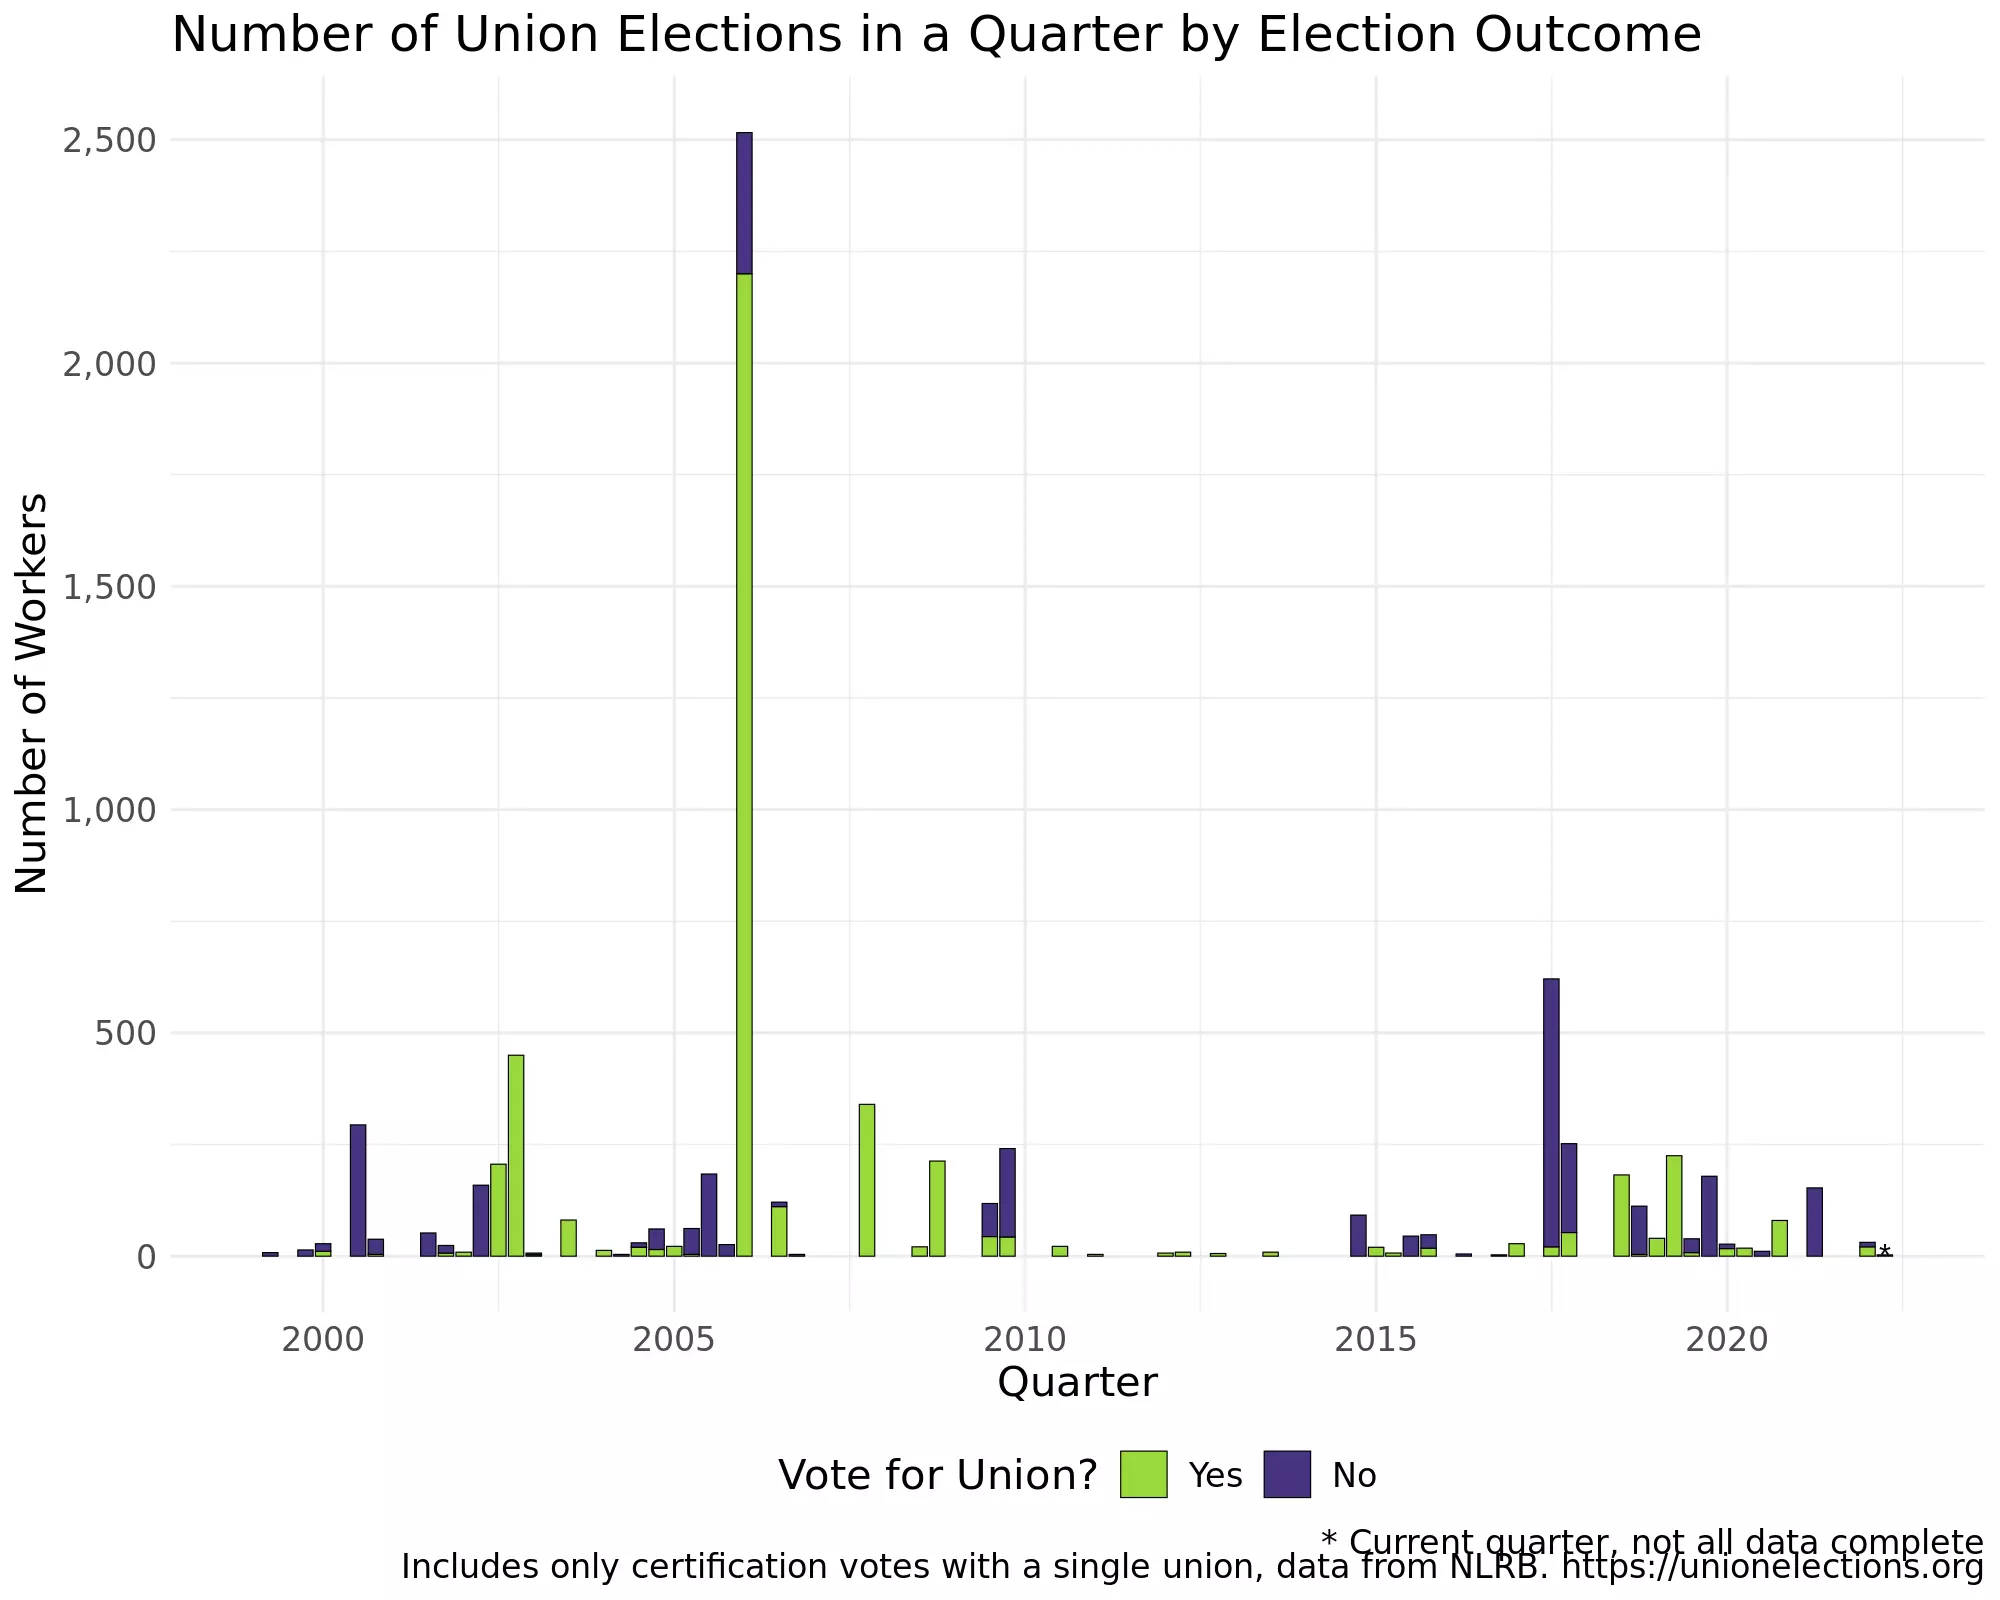 Number of Union Elections in a Quarter by Election Outcome
Number of Workers
2,500
2,000
1,500
1,000
500
0
*
2000 2005 2010 2015 2020
Quarter
Vote for Union? Yes No
* Current quarter, not all data complete
Includes only certification votes with a single union, data from NLRB. https://unionelections.org